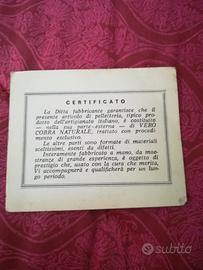 CERTIFICATO
La Ditta fabbricante garantisce che il
presente articolo di pelletteria, tipico pro-
dotto dell'artigianato italiano, è costituito
— nella sua parte esterna — di VERO
COBRA NATURALE, trattato con procedi-
mento esclusivo.
Le altre parti sono formate di materiali
sceltissimi, esenti da difetti.
Interamente fabbricato a mano, da mae-
stranze di grande esperienza, è oggetto di
prestigio che, usato con la cura che merita,
Vi accompagnerà e qualificherà per un
lungo periodo.
subito